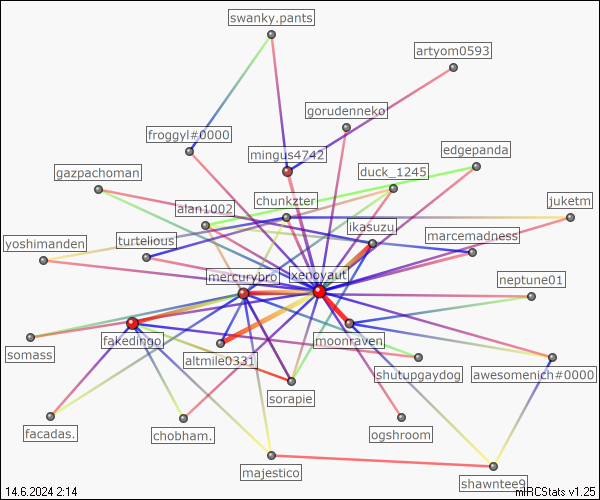 swanky.pants
artyom0593
gorudenneko
froggyl#0000
edgepanda
mingus4742
gazpachoman
duck_1245
chunkzter
juketm
alan1002
ikasuzu
marcemadness
yoshimanden
turtelious
xenoyaut
mercurybro
neptune01
fakedingo.
moonraven
somass
altmile0331
shutupgaydog
awesomenich#0000
sorapie
facadas.
chobham.
ogshroom
majestico
shawntee9
14.6.2024 2:14
mIRCStats v1.25